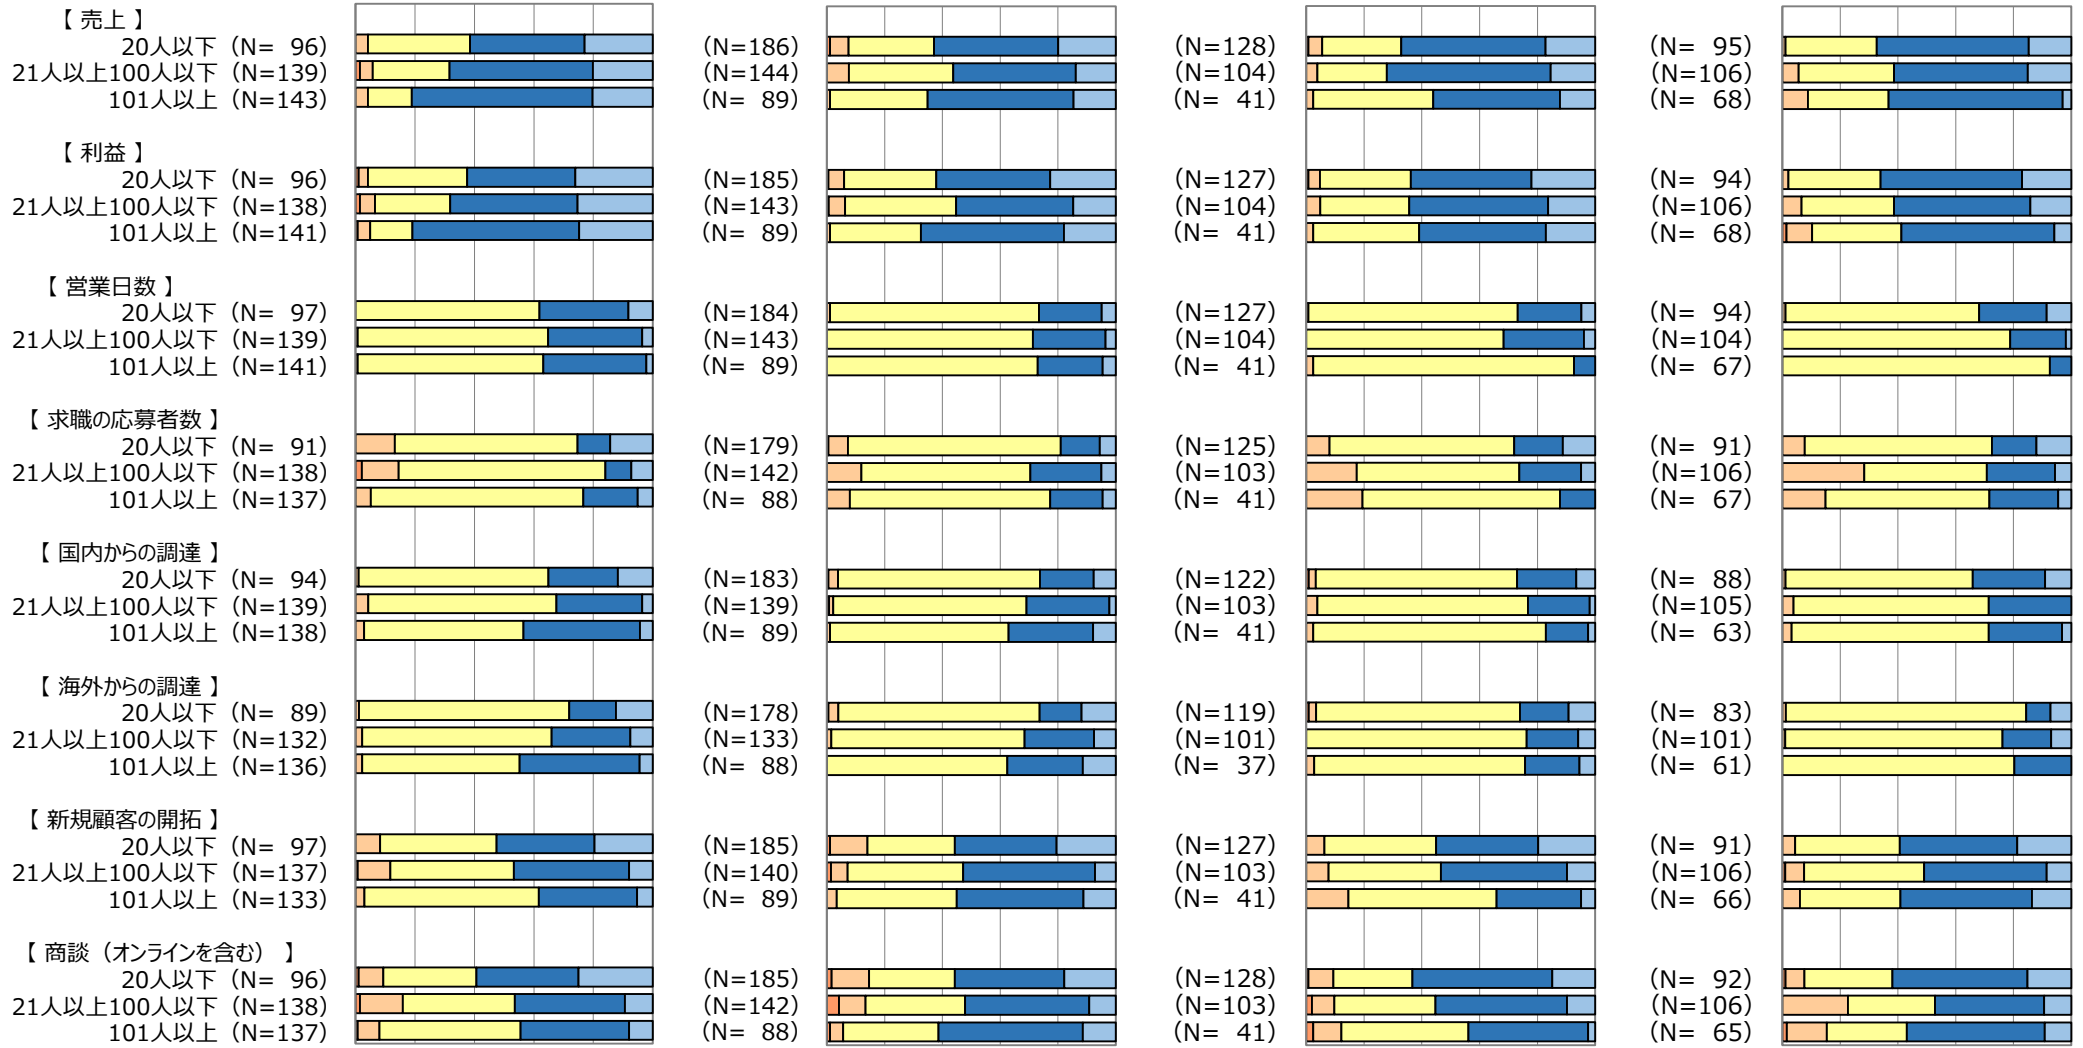 【 売上 】
20人以下（N= 96） （N=186） （N=128） （N= 95）
21人以上100人以下（N=139） （N=144） （N=104） （N=106）
101人以上（N=143） （N= 89） （N= 41） （N= 68）
【 利益 】
20人以下（N= 96） （N=185） （N=127） （N= 94）
21人以上100人以下（N=138） （N=143） （N=104） （N=106）
101人以上（N=141） （N= 89） （N= 41） （N= 68）
【 営業日数 】
20人以下（N= 97） （N=184） （N=127） （N= 94）
21人以上100人以下（N=139） （N=143） （N=104） （N=104）
101人以上（N=141） （N= 89） （N= 41） （N= 67）
【 求職の応募者数 】
20人以下（N= 91） （N=179） （N=125） （N= 91）
21人以上100人以下（N=138） （N=142） （N=103） （N=106）
101人以上（N=137） （N= 88） （N= 41） （N= 67）
【 国内からの調達 】
20人以下（N= 94） （N=183） （N=122） （N= 88）
21人以上100人以下（N=139） （N=139） （N=103） （N=105）
101人以上（N=138） （N= 89） （N= 41） （N= 63）
【 海外からの調達 】
20人以下（N= 89） （N=178） （N=119） （N= 83）
21人以上100人以下（N=132） （N=133） （N=101） （N=101）
101人以上（N=136） （N= 88） （N= 37） （N= 61）
【 新規顧客の開拓 】
20人以下（N= 97） （N=185） （N=127） （N= 91）
21人以上100人以下（N=137） （N=140） （N=103） （N=106）
101人以上（N=133） （N= 89） （N= 41） （N= 66）
【 商談（オンラインを含む） 】
20人以下（N= 96） （N=185） （N=128） （N= 92）
21人以上100人以下（N=138） （N=142） （N=103） （N=106）
101人以上（N=137） （N= 88） （N= 41） （N= 65）